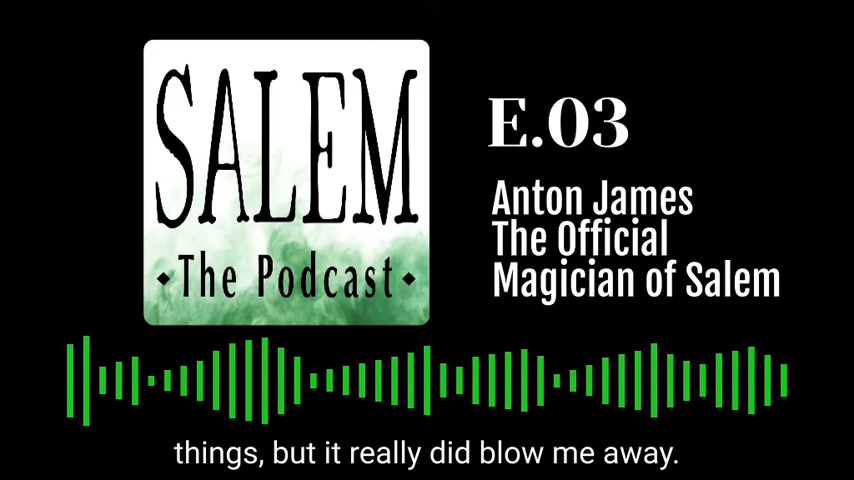 SALEM
The Podcast
E.03
Anton James
The Official
Magician of Salem
things, but it really did blow me away.